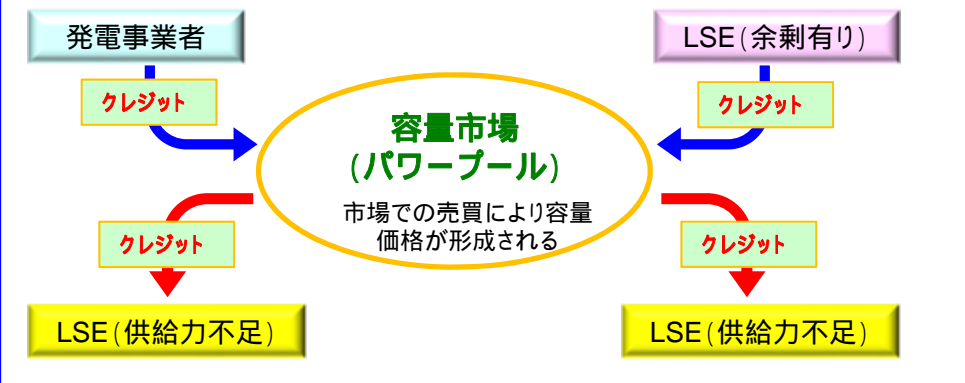 発電事業者
LSE(余剰有り)
クレジット
クレジット
容量市場
(パワープール)
市場での売買により容量
価格が形成される
クレジット
クレジット
LSE(供給力不足)
LSE(供給力不足)